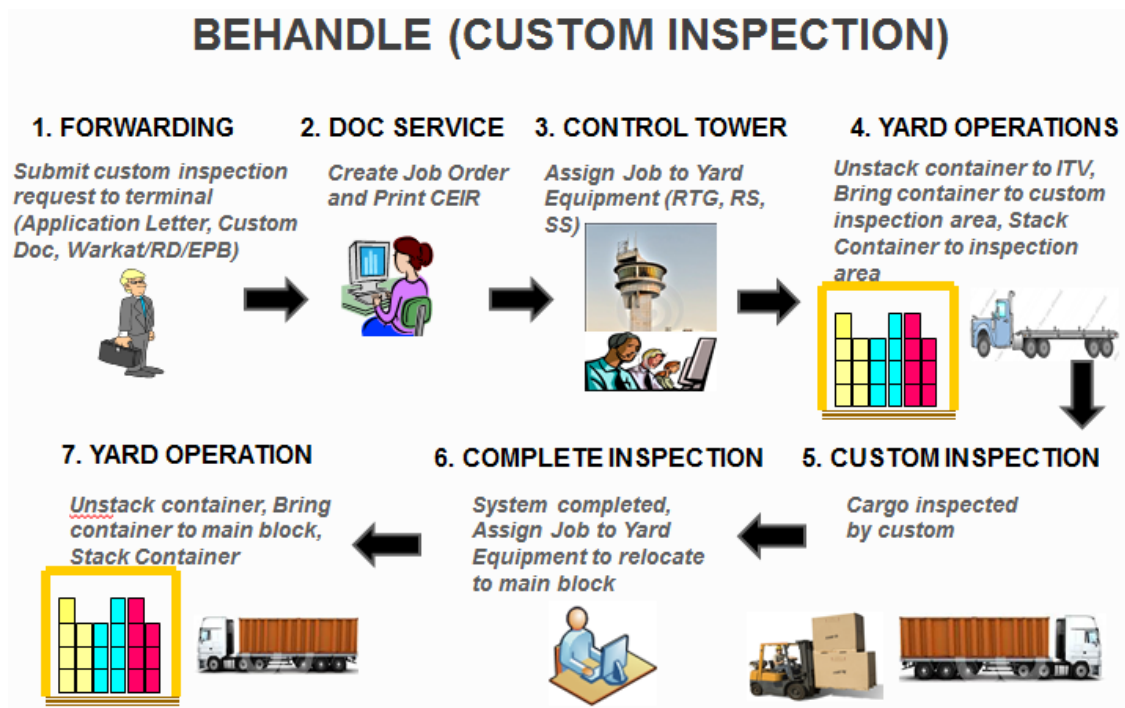 BEHANDLE (CUSTOM INSPECTION)
1. FORWARDING
Submit custom inspection
request to terminal
(Application Letter, Custom
Doc, Warkat/RD/EPB)
2. DOC SERVICE
Create Job Order
and Print CEIR
3. CONTROL TOWER
Assign Job to Yard
Equipment (RTG, RS,
SS)
4. YARD OPERATIONS
Unstack container to ITV,
Bring container to custom
inspection area, Stack
Container to inspection
area
5. CUSTOM INSPECTION
Cargo inspected
by custom
6. COMPLETE INSPECTION
System completed,
Assign Job to Yard
Equipment to relocate
to main block
7. YARD OPERATION
Unstack container, Bring
container to main block,
Stack Container